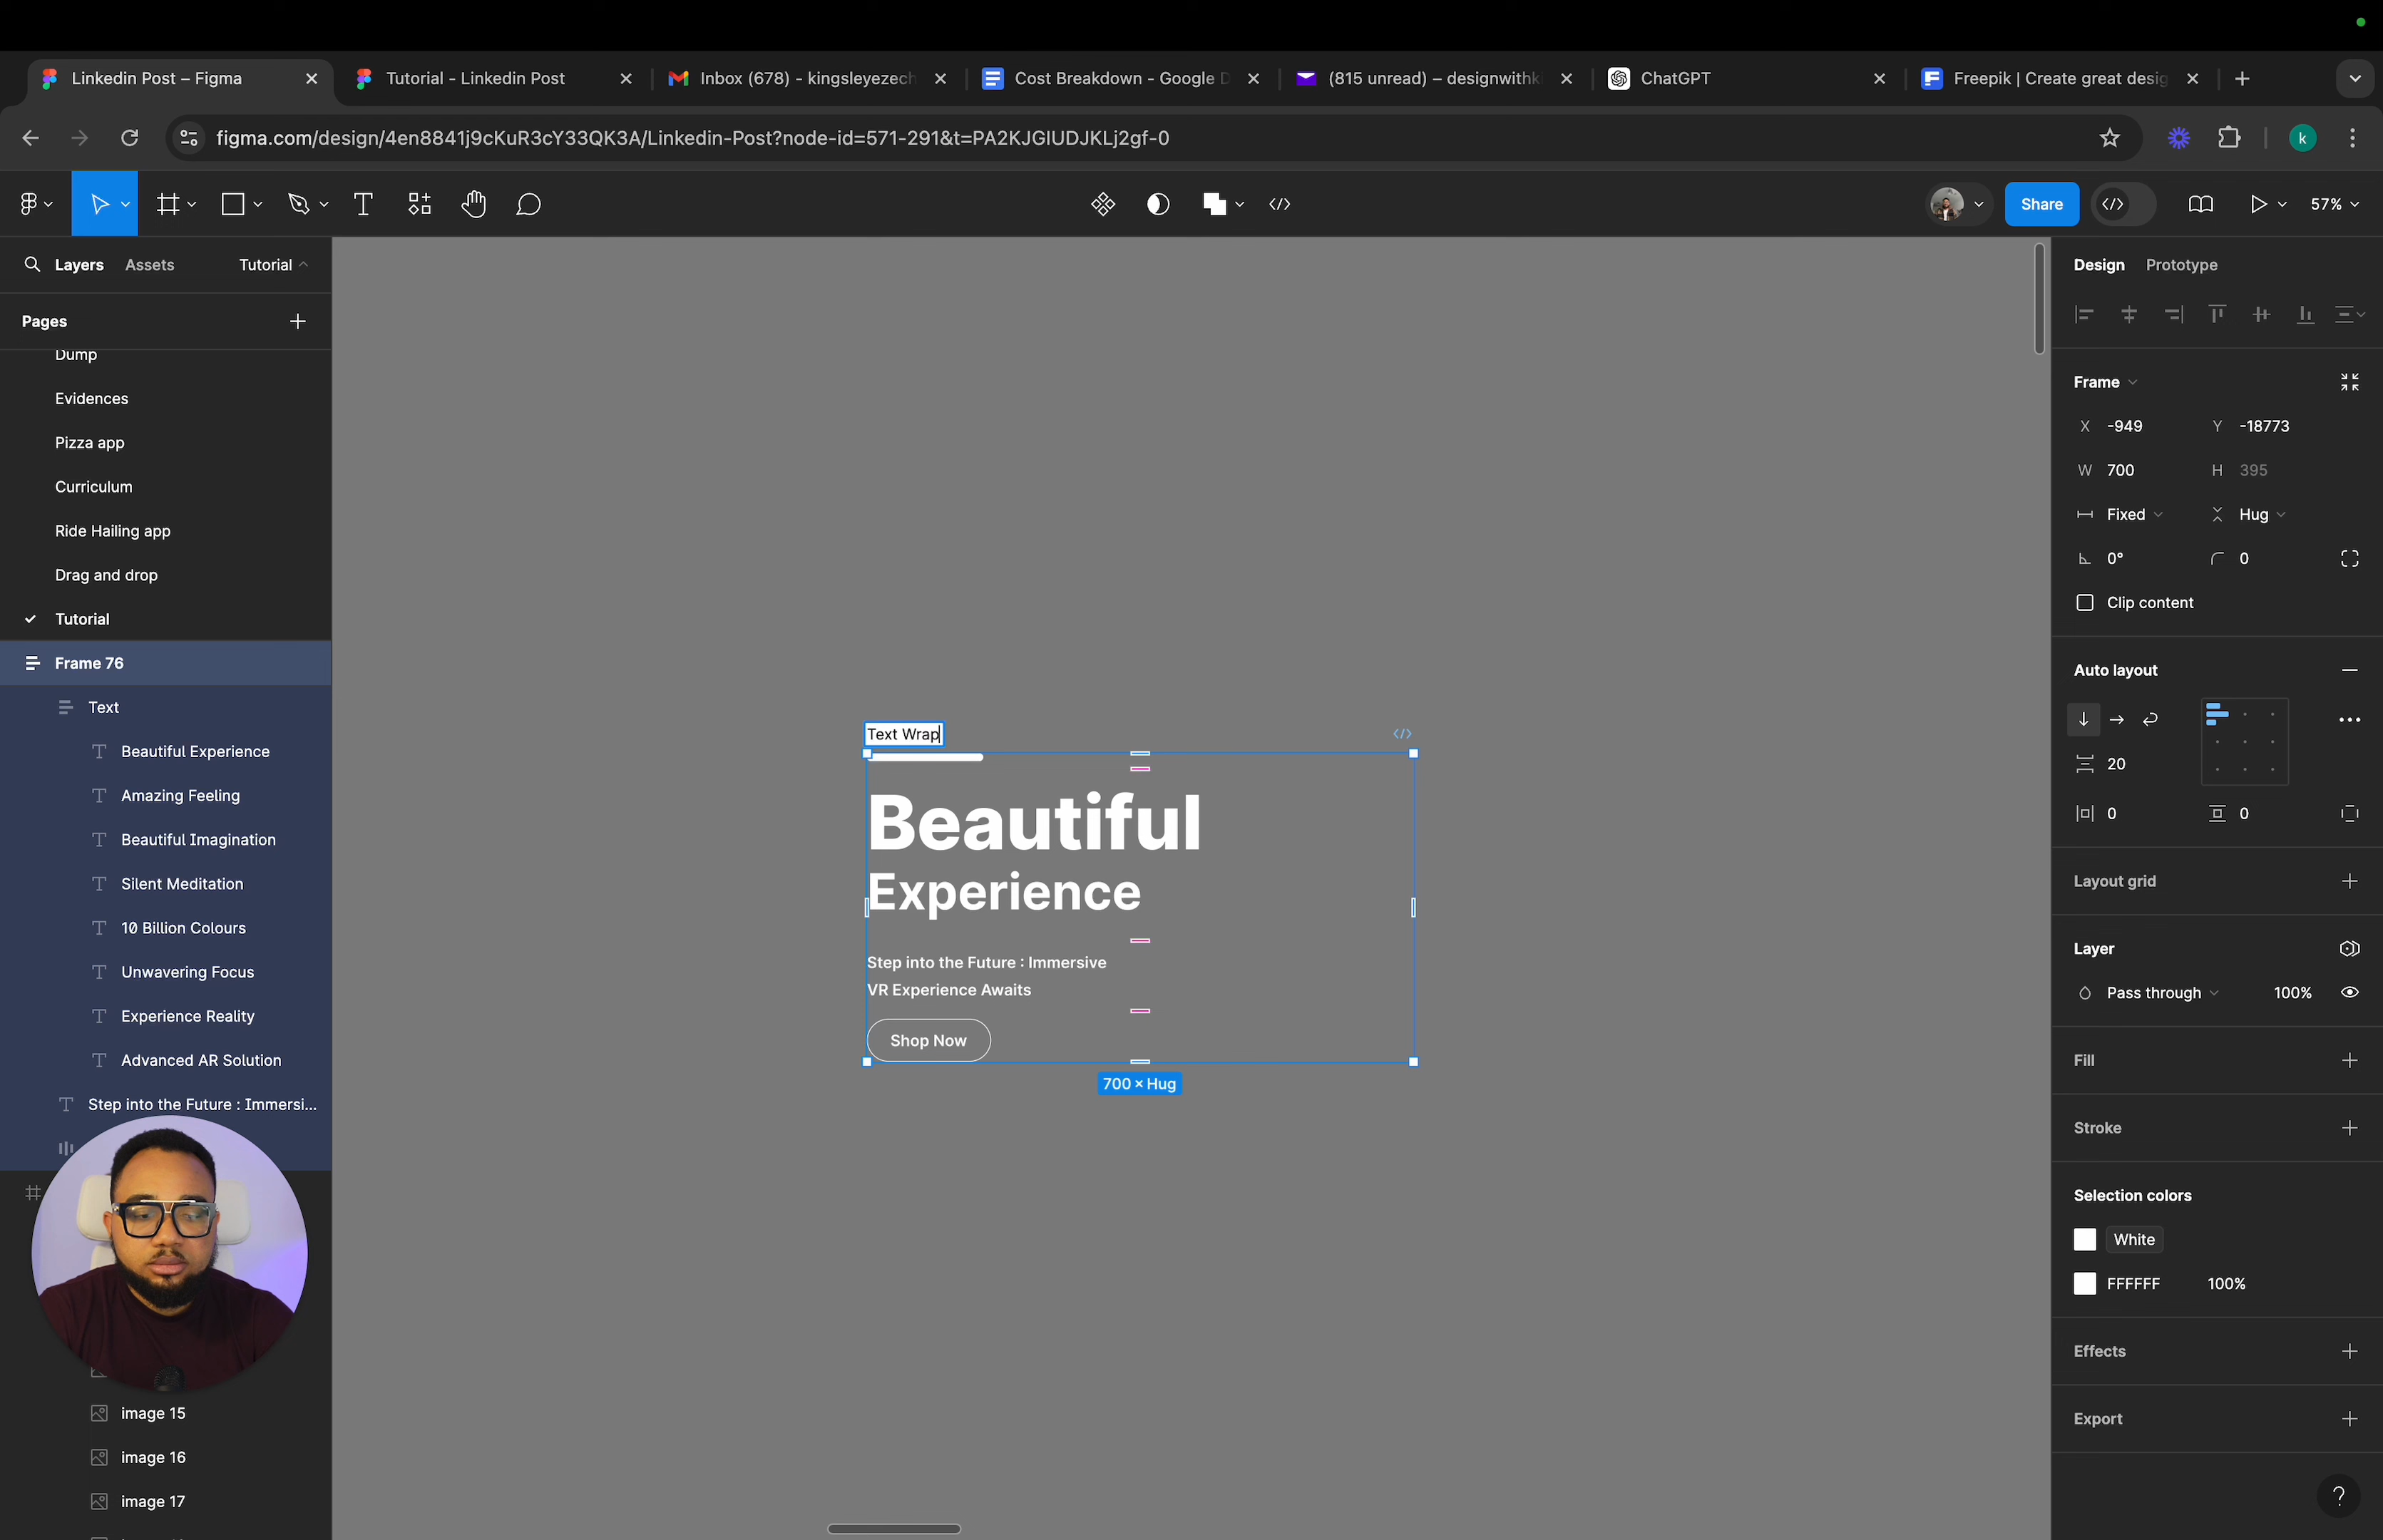 Linkedin Post – Figma
Tutorial - Linkedin Post
Inbox (678) - kingsleyezech
Cost Breakdown - Google D
(815 unread) – designwithki
ChatGPT
Freepik | Create great desig
figma.com/design/4en8841j9cKuR3cY33QK3A/Linkedin-Post?node-id=571-291&t=PA2KJGIUDJKLj2gf-0
k
Share
57%
Layers
Assets
Tutorial
Pages
Dump
Evidences
Pizza app
Curriculum
Ride Hailing app
Drag and drop
Tutorial
Frame 76
Text
Beautiful Experience
Amazing Feeling
Beautiful Imagination
Silent Meditation
10 Billion Colours
Unwavering Focus
Experience Reality
Advanced AR Solution
Step into the Future : Immersi...
image 15
image 16
image 17
Text Wrap
Beautiful
Experience
Step into the Future : Immersive
VR Experience Awaits
Shop Now
700 × Hug
Design
Prototype
Frame
X -949
Y -18773
W 700
H 395
Fixed
Hug
0°
0
Clip content
Auto layout
20
0
0
Layout grid
Layer
Pass through
100%
Fill
Stroke
Selection colors
White
FFFFFF
100%
Effects
Export
?